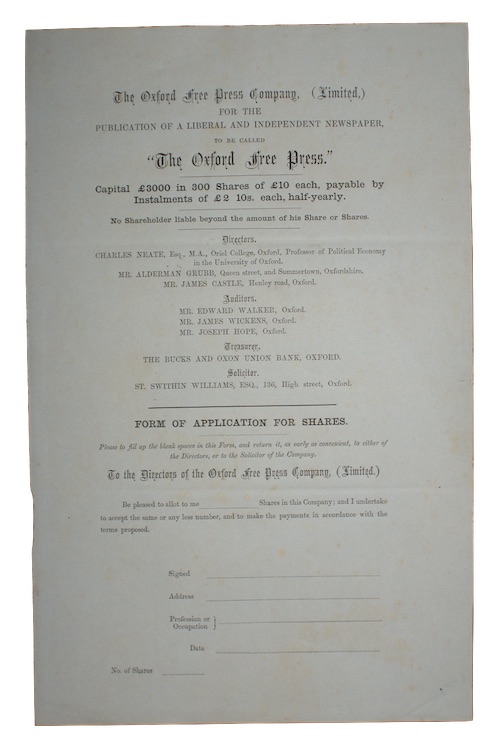 The Oxford Free Press Company, (Limited,)
FOR THE
PUBLICATION OF A LIBERAL AND INDEPENDENT NEWSPAPER,
TO BE CALLED
"The Oxford Free Press."
Capital £3000 in 300 Shares of £10 each, payable by
Instalments of £2 10s. each, half-yearly.
No Shareholder liable beyond the amount of his Share or Shares.
Directors.
CHARLES NEATE, Esq., M.A., Oriel College, Oxford, Professor of Political Economy
in the University of Oxford.
MR. ALDERMAN GRUBB, Queen street, and Summertown, Oxfordshire.
MR. JAMES CASTLE, Henley road, Oxford.
Auditors.
MR. EDWARD WALKER, Oxford.
MR. JAMES WICKENS, Oxford.
MR. JOSEPH HOPE, Oxford.
Treasurer,
THE BUCKS AND OXON UNION BANK, OXFORD.
Solicitor.
ST. SWITHIN WILLIAMS, ESQ., 136, High street, Oxford.
FORM OF APPLICATION FOR SHARES.
Please to fill up the blank spaces in this Form, and return it, as early as convenient, to either of
the Directors, or to the Solicitor of the Company.
To the Directors of the Oxford Free Press Company, (Limited.)
Be pleased to allot to me Shares in this Company; and I undertake
to accept the same or any less number, and to make the payments in accordance with the
terms proposed.
Signed
Address
Profession or
Occupation }
Date
No. of Shares